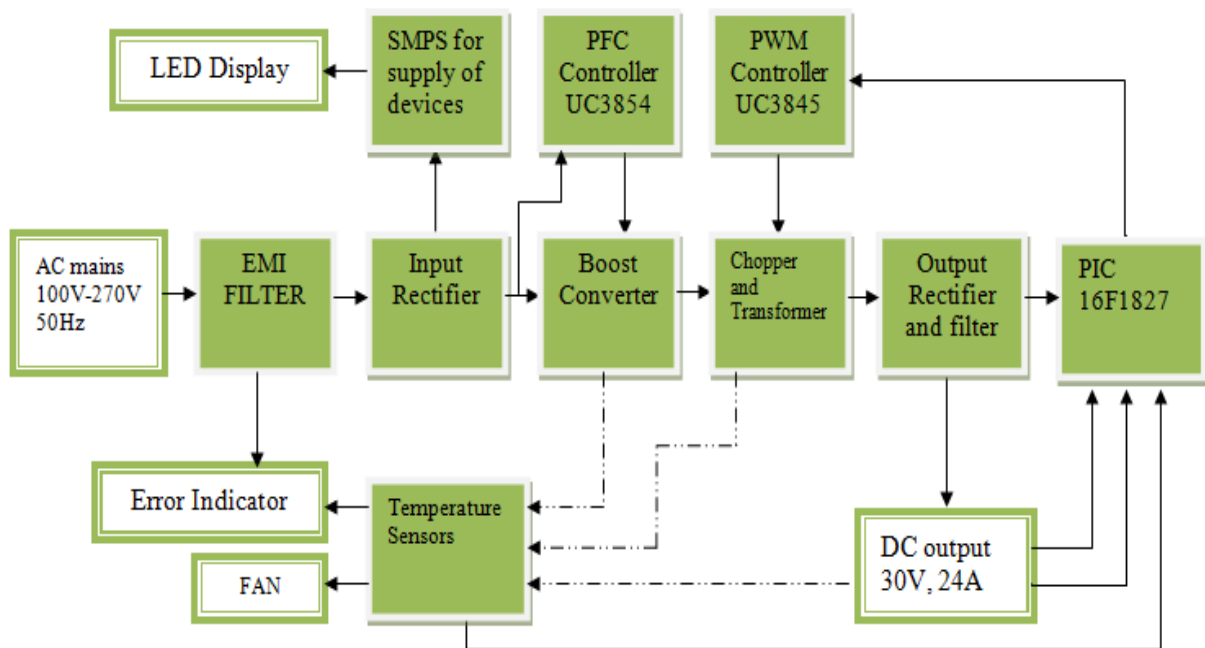 LED Display
SMPS for
supply of
devices
PFC
Controller
UC3854
PWM
Controller
UC3845
AC mains
100V-270V
50Hz
EMI
FILTER
Input
Rectifier
Boost
Converter
Chopper
and
Transformer
Output
Rectifier
and filter
PIC
16F1827
Error Indicator
Temperature
Sensors
FAN
DC output
30V, 24A